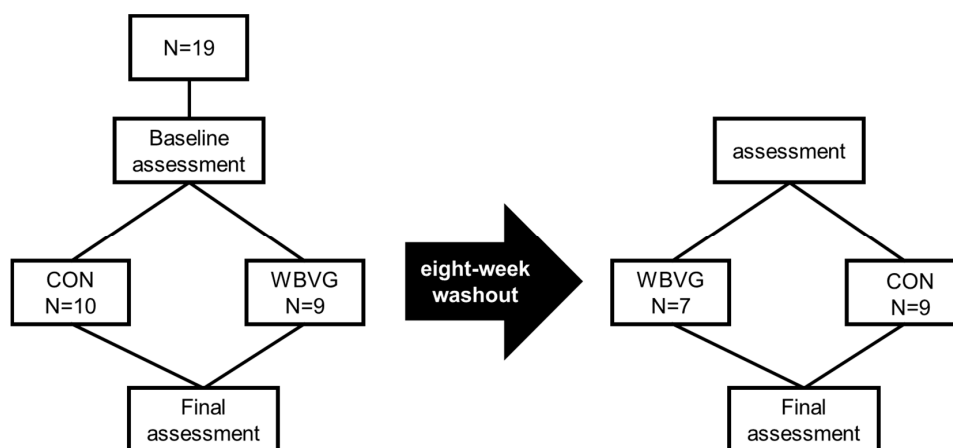 N=19
Baseline
assessment
CON
N=10
WBVG
N=9
Final
assessment
eight-week
washout
assessment
WBVG
N=7
CON
N=9
Final
assessment